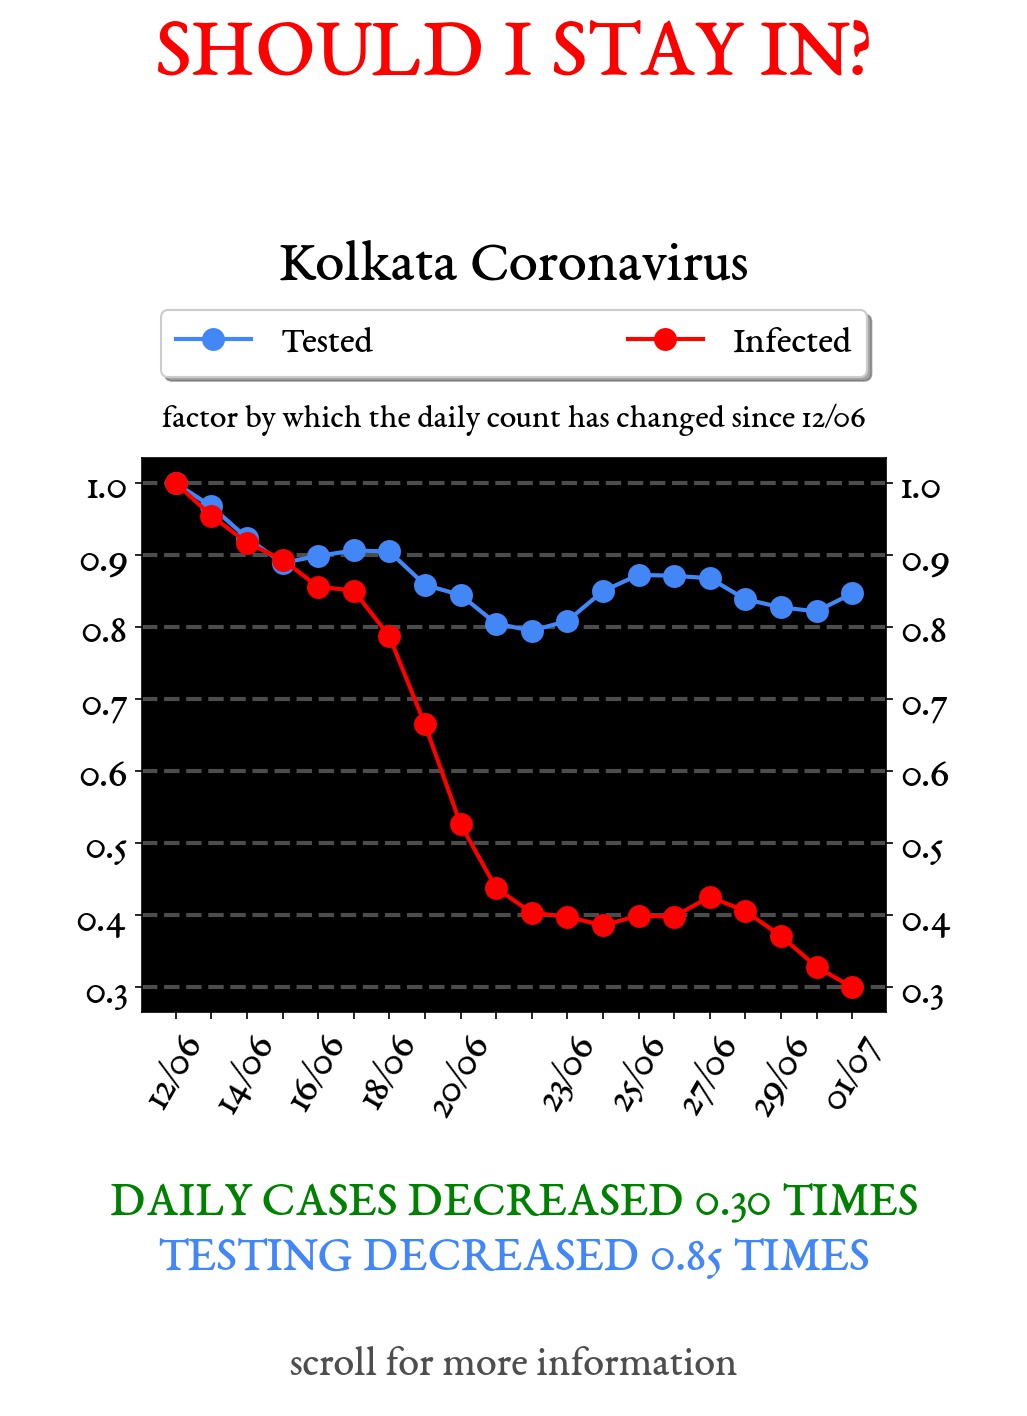 SHOULD I STAY IN?
Kolkata Coronavirus
Tested Infected
factor by which the daily count has changed since 12/06
1.0 1.0
0.9 0.9
0.8 0.8
0.7 0.7
0.6 0.6
0.5 0.5
0.4 0.4
0.3 0.3
12/06 14/06 16/06 18/06 20/06 23/06 25/06 27/06 29/06 01/07
DAILY CASES DECREASED 0.30 TIMES
TESTING DECREASED 0.85 TIMES
scroll for more information